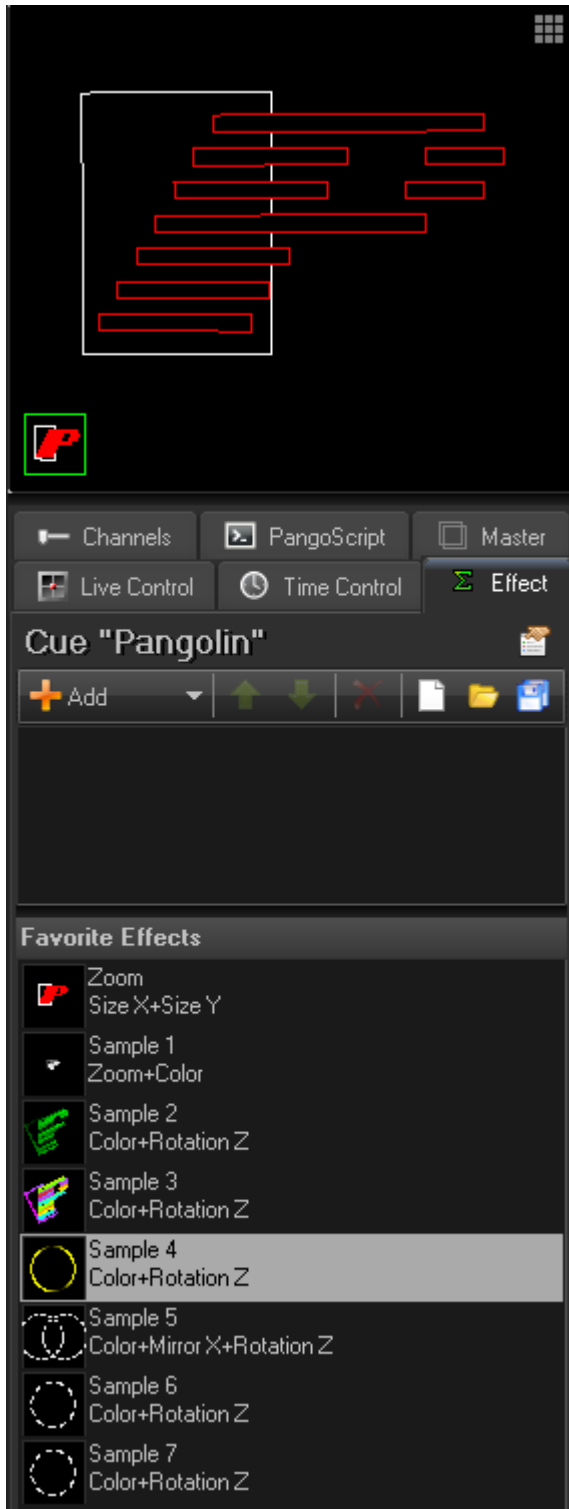 Channels
PangoScript
Master
Live Control
Time Control
Effect
Cue "Pangolin"
Add
Favorite Effects
Zoom
Size X+Size Y
Sample 1
Zoom+Color
Sample 2
Color+Rotation Z
Sample 3
Color+Rotation Z
Sample 4
Color+Rotation Z
Sample 5
Color+Mirror X+Rotation Z
Sample 6
Color+Rotation Z
Sample 7
Color+Rotation Z